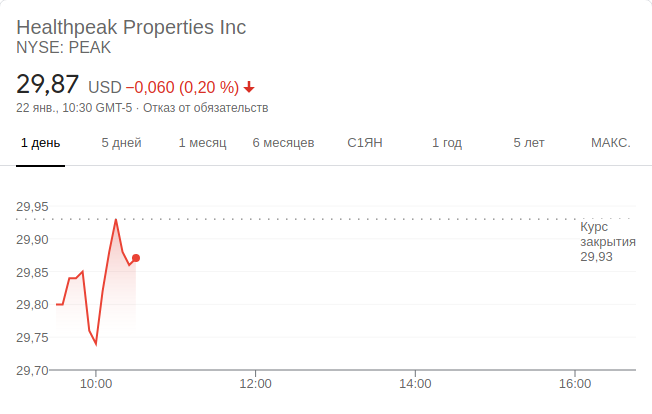 Healthpeak Properties Inc
NYSE: PEAK
29,87 USD −0,060 (0,20 %)
22 янв., 10:30 GMT-5 · Отказ от обязательств
1 день 5 дней 1 месяц 6 месяцев С1ЯН 1 год 5 лет МАКС.
29,95
Курс
закрытия
29,93
29,90
29,85
29,80
29,75
29,70
10:00 12:00 14:00 16:00